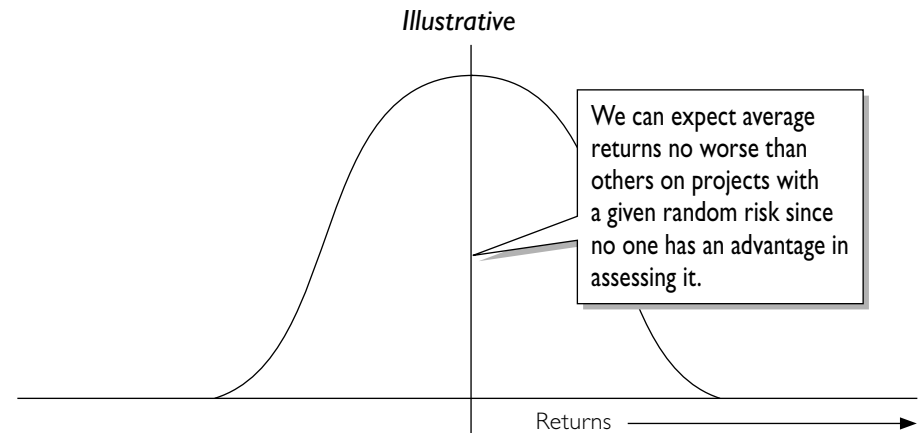 Illustrative
We can expect average
returns no worse than
others on projects with
a given random risk since
no one has an advantage in
assessing it.
Returns